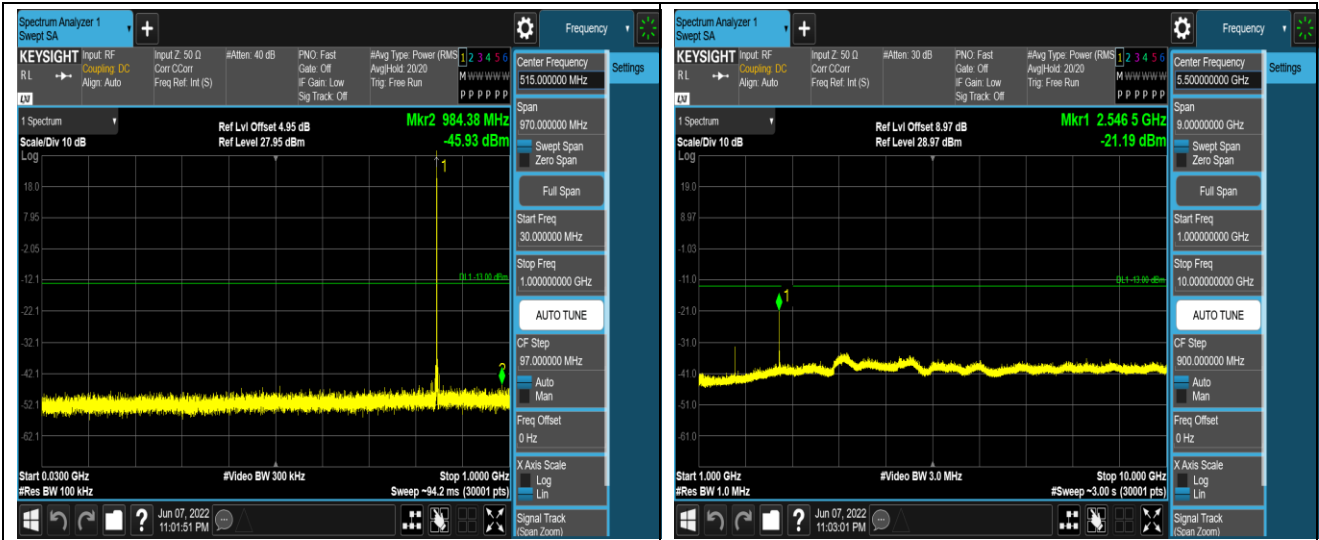 Spectrum Analyzer 1
Swept SA
+
Frequency
KEYSIGHT
RL
LXI
Input: RF
Coupling: DC
Align: Auto
Input Z: 50 Ω
Corr CCorr
Freq Ref: Int (S)
#Atten: 40 dB
PNO: Fast
Gate: Off
IF Gain: Low
Sig Track: Off
#Avg Type: Power (RMS
Avg|Hold: 20/20
Trig: Free Run
1 2 3 4 5 6
M W W W W W
P P P P P P
Center Frequency
515.000000 MHz
Settings
1 Spectrum
Scale/Div 10 dB
Ref Lvl Offset 4.95 dB
Ref Level 27.95 dBm
Mkr2 984.38 MHz
-45.93 dBm
Log
1
18.0
7.95
-2.05
-12.1
DL1 -13.00 dBm
-22.1
-32.1
-42.1
-52.1
-62.1
Start 0.0300 GHz
#Res BW 100 kHz
#Video BW 300 kHz
Stop 1.0000 GHz
Sweep ~94.2 ms (30001 pts)
Span
970.000000 MHz
Swept Span
Zero Span
Full Span
Start Freq
30.000000 MHz
Stop Freq
1.000000000 GHz
AUTO TUNE
CF Step
97.000000 MHz
Auto
Man
Freq Offset
0 Hz
X Axis Scale
Log
Lin
Signal Track
(Span Zoom)
?
Jun 07, 2022
11:01:51 PM
Spectrum Analyzer 1
Swept SA
+
Frequency
KEYSIGHT
RL
LXI
Input: RF
Coupling: DC
Align: Auto
Input Z: 50 Ω
Corr CCorr
Freq Ref: Int (S)
#Atten: 30 dB
PNO: Fast
Gate: Off
IF Gain: Low
Sig Track: Off
#Avg Type: Power (RMS
Avg|Hold: 20/20
Trig: Free Run
1 2 3 4 5 6
M W W W W W
P P P P P P
Center Frequency
5.500000000 GHz
Settings
1 Spectrum
Scale/Div 10 dB
Ref Lvl Offset 8.97 dB
Ref Level 28.97 dBm
Mkr1 2.546 5 GHz
-21.19 dBm
Log
19.0
8.97
-1.03
-11.0
DL1 -13.00 dBm
1
-21.0
-31.0
-41.0
-51.0
-61.0
Start 1.000 GHz
#Res BW 1.0 MHz
#Video BW 3.0 MHz
Stop 10.000 GHz
#Sweep ~3.00 s (30001 pts)
Span
9.00000000 GHz
Swept Span
Zero Span
Full Span
Start Freq
1.000000000 GHz
Stop Freq
10.000000000 GHz
AUTO TUNE
CF Step
900.000000 MHz
Auto
Man
Freq Offset
0 Hz
X Axis Scale
Log
Lin
Signal Track
(Span Zoom)
?
Jun 07, 2022
11:03:01 PM